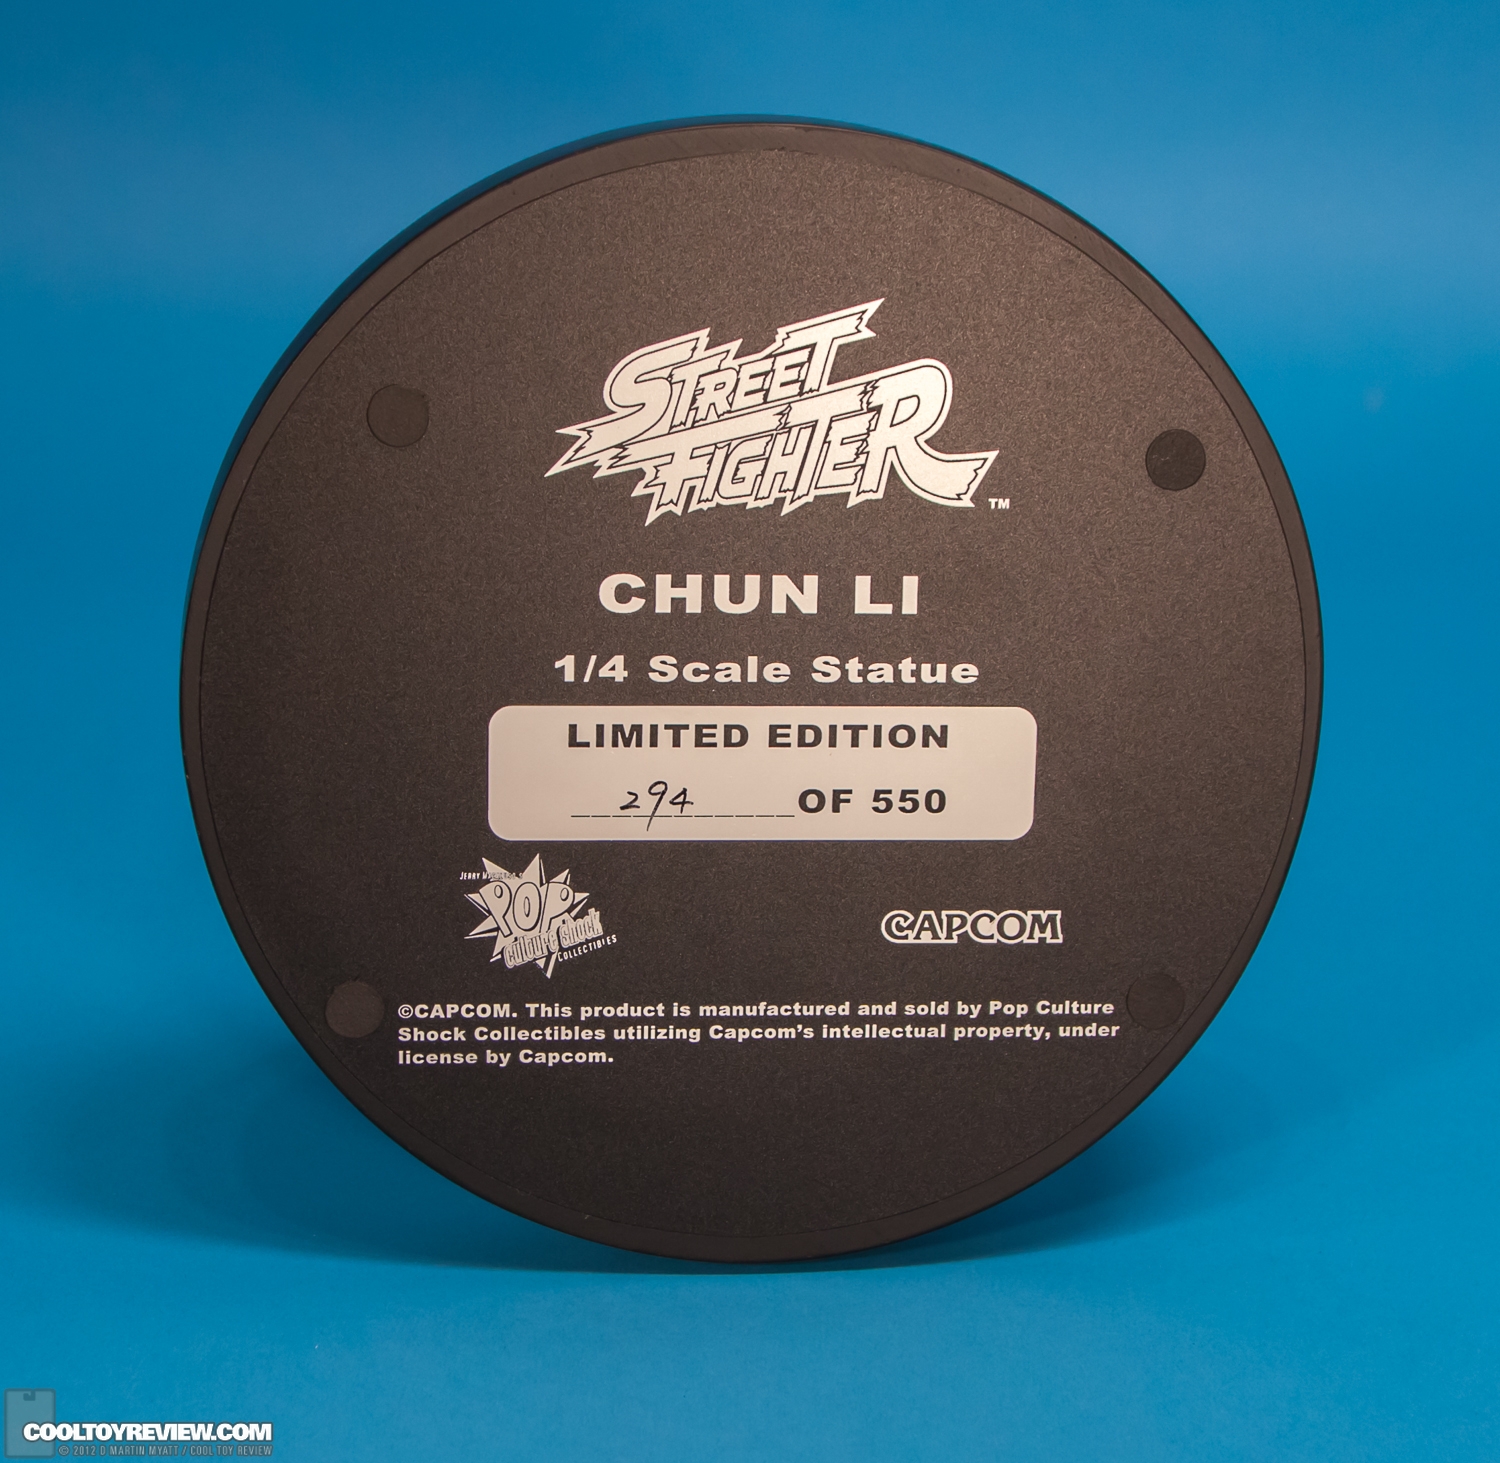 STREET
FIGHTER
™
CHUN LI
1/4 Scale Statue
LIMITED EDITION
294 OF 550
JERRY
POP
culture shock
COLLECTIBLES
CAPCOM
©CAPCOM. This product is manufactured and sold by Pop Culture
Shock Collectibles utilizing Capcom's intellectual property, under
license by Capcom.
COOLTOYREVIEW.COM
© 2012 D MARTIN MYATT / COOL TOY REVIEW